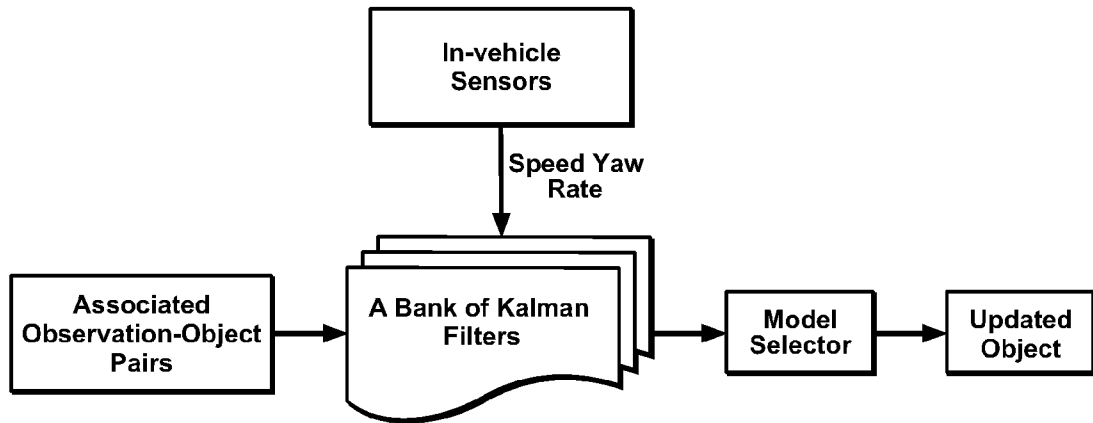 In-vehicle
Sensors
Speed Yaw
Rate
Associated
Observation-Object
Pairs
A Bank of Kalman
Filters
Model
Selector
Updated
Object